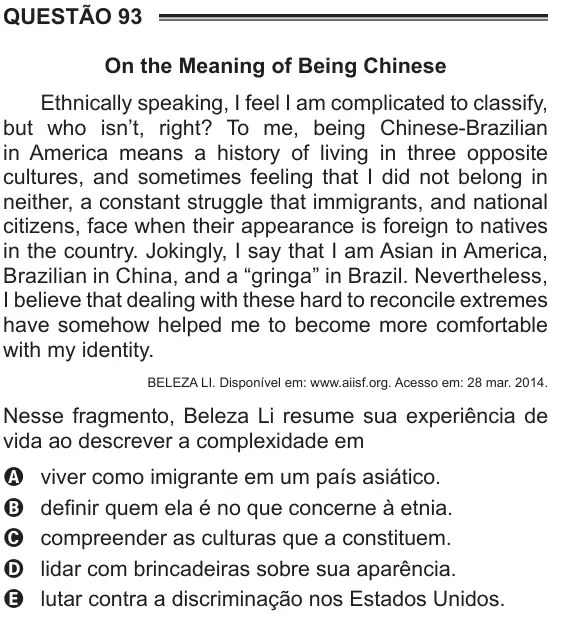 QUESTÃO 93
On the Meaning of Being Chinese
Ethnically speaking, I feel I am complicated to classify,
but who isn’t, right? To me, being Chinese-Brazilian
in America means a history of living in three opposite
cultures, and sometimes feeling that I did not belong in
neither, a constant struggle that immigrants, and national
citizens, face when their appearance is foreign to natives
in the country. Jokingly, I say that I am Asian in America,
Brazilian in China, and a “gringa” in Brazil. Nevertheless,
I believe that dealing with these hard to reconcile extremes
have somehow helped me to become more comfortable
with my identity.
BELEZA LI. Disponível em: www.aiisf.org. Acesso em: 28 mar. 2014.
Nesse fragmento, Beleza Li resume sua experiência de
vida ao descrever a complexidade em
A viver como imigrante em um país asiático.
B definir quem ela é no que concerne à etnia.
C compreender as culturas que a constituem.
D lidar com brincadeiras sobre sua aparência.
E lutar contra a discriminação nos Estados Unidos.